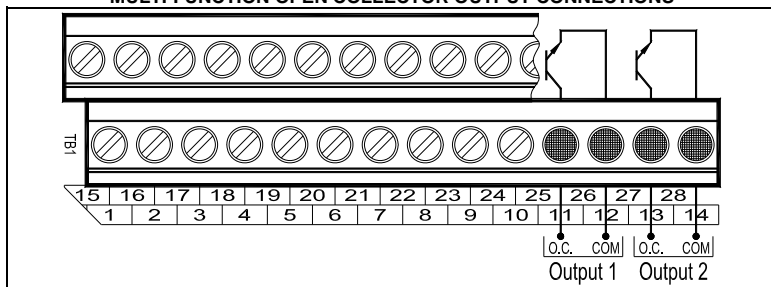 MULTI-FUNCTION OPEN COLLECTOR OUTPUT CONNECTIONS
TB1
15 16 17 18 19 20 21 22 23 24 25 26 27 28
1 2 3 4 5 6 7 8 9 10 11 12 13 14
O.C. COM O.C. COM
Output 1 Output 2